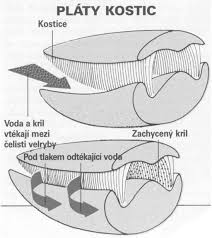 PLÁTY KOSTIC
Kostice
Voda a kril
vtékají mezi
čelisti velryby
Zachycený kril
Pod tlakem odtékající voda